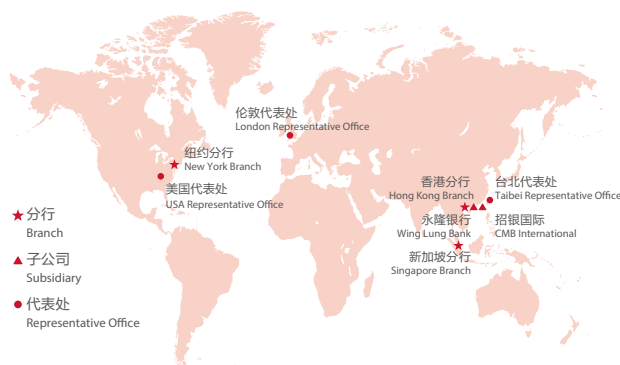 伦敦代表处
London Representative Office
纽约分行
New York Branch
美国代表处
USA Representative Office
香港分行
Hong Kong Branch
台北代表处
Taibei Representative Office
永隆银行
Wing Lung Bank
招银国际
CMB International
新加坡分行
Singapore Branch
分行
Branch
子公司
Subsidiary
代表处
Representative Office